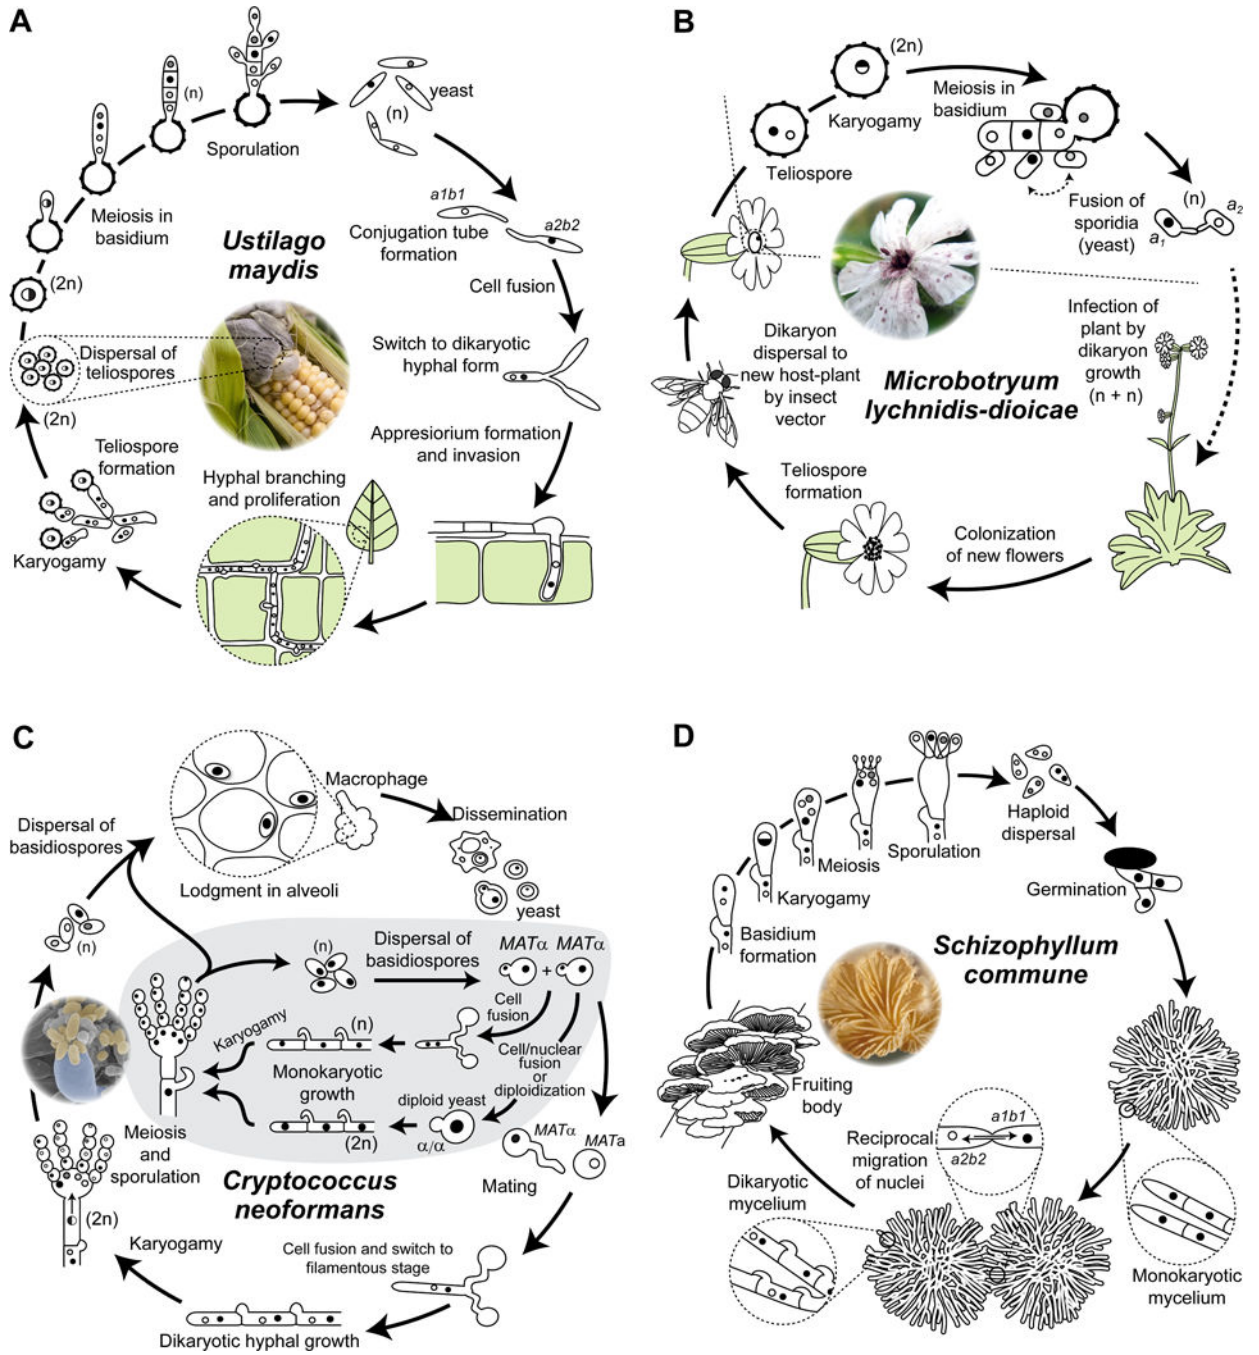 A
(n)
Sporulation
yeast
(n)
Meiosis in
basidium
a1b1
a2b2
Conjugation tube
formation
Ustilago
maydis
Cell fusion
(2n)
Dispersal of
teliospores
(2n)
Switch to dikaryotic
hyphal form
Appresiorium formation
and invasion
Teliospore
formation
Hyphal branching
and proliferation
Karyogamy
B
(2n)
Karyogamy
Meiosis in
basidium
Teliospore
Fusion of
sporidia
(yeast)
(n)
a1
a2
Infection of
plant by
dikaryon
growth
(n + n)
Dikaryon
dispersal to
new host-plant
by insect
vector
Microbotryum
lychnidis-dioicae
Teliospore
formation
Colonization
of new flowers
C
Macrophage
Dispersal of
basidiospores
Dissemination
Lodgment in alveoli
yeast
(n)
(n)
Dispersal of
basidiospores
MATα MATα
+
Cell
fusion
Karyogamy
(n)
Monokaryotic
growth
Cell/nuclear
fusion
or
diploidization
diploid yeast
(2n)
α/α
MATα
MATa
Meiosis
and
sporulation
Cryptococcus
neoformans
Mating
(2n)
Karyogamy
Cell fusion and switch to
filamentous stage
Dikaryotic hyphal growth
D
Haploid
dispersal
Sporulation
Meiosis
Karyogamy
Germination
Basidium
formation
Schizophyllum
commune
Fruiting
body
a1b1
a2b2
Reciprocal
migration
of nuclei
Dikaryotic
mycelium
Monokaryotic
mycelium